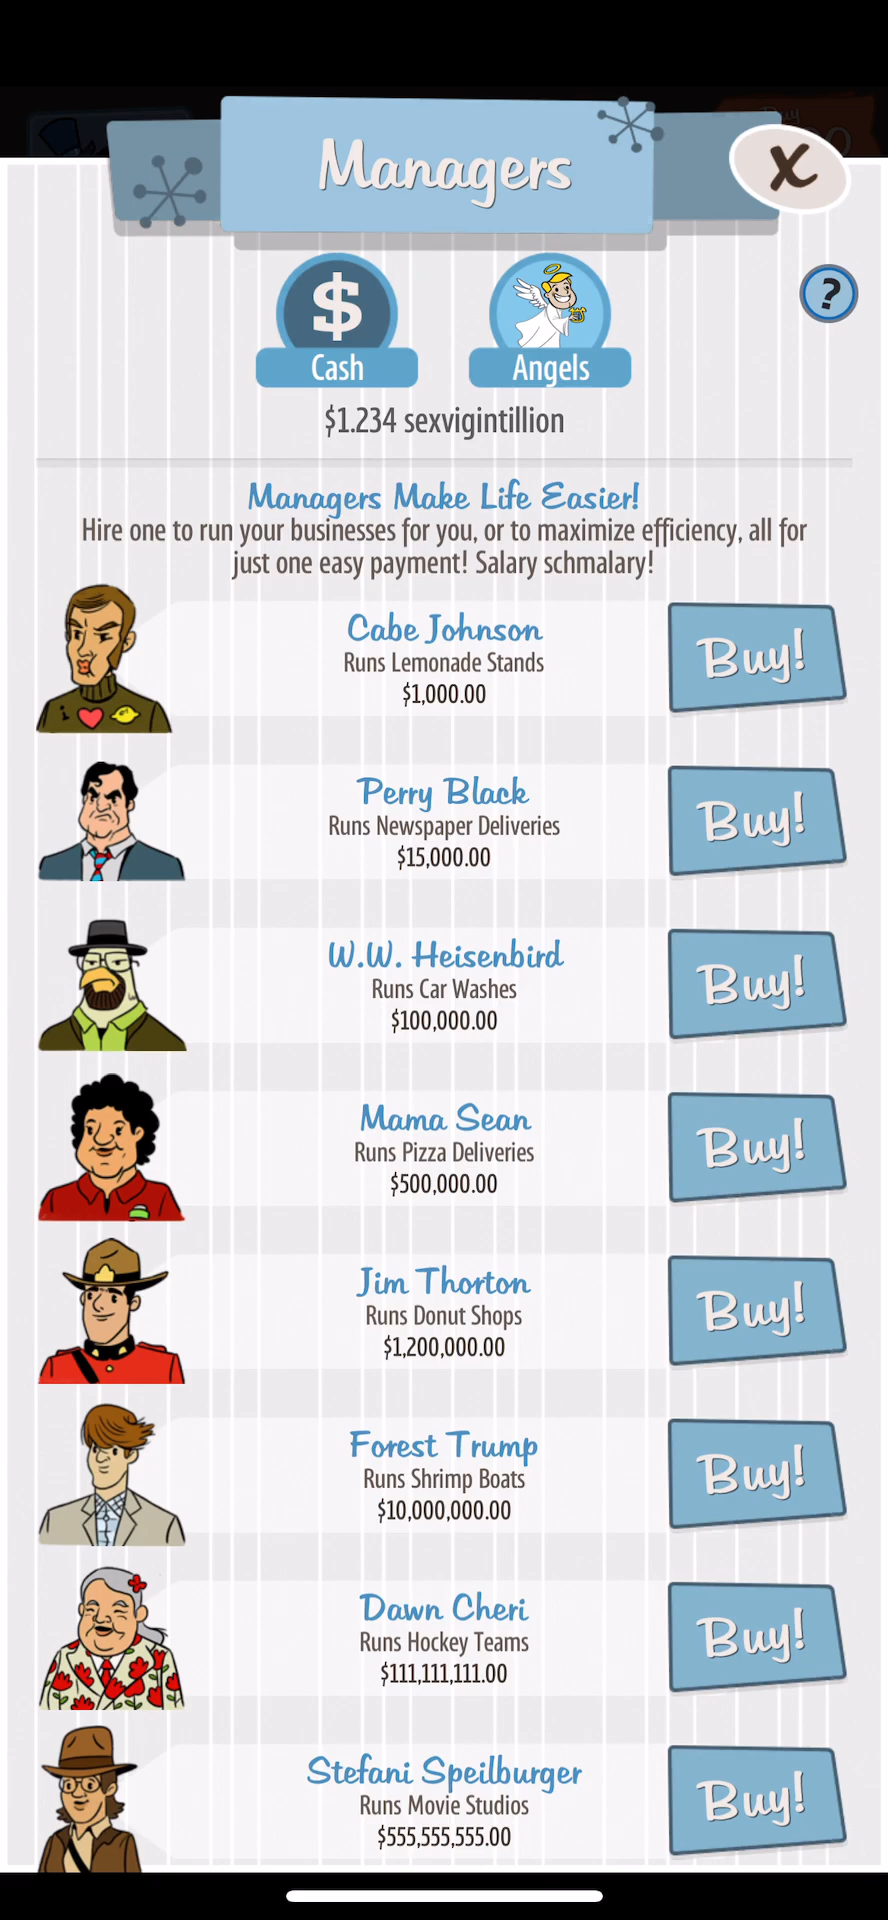 Managers
X
$
Cash
Angels
?
$1.234 sexvigintillion
Managers Make Life Easier!
Hire one to run your businesses for you, or to maximize efficiency, all for
just one easy payment! Salary schmalary!
Cabe Johnson
Runs Lemonade Stands
$1,000.00
Buy!
i
Perry Black
Runs Newspaper Deliveries
$15,000.00
Buy!
W.W. Heisenbird
Runs Car Washes
$100,000.00
Buy!
Mama Sean
Runs Pizza Deliveries
$500,000.00
Buy!
Jim Thorton
Runs Donut Shops
$1,200,000.00
Buy!
Forest Trump
Runs Shrimp Boats
$10,000,000.00
Buy!
Dawn Cheri
Runs Hockey Teams
$111,111,111.00
Buy!
Stefani Speilburger
Runs Movie Studios
$555,555,555.00
Buy!